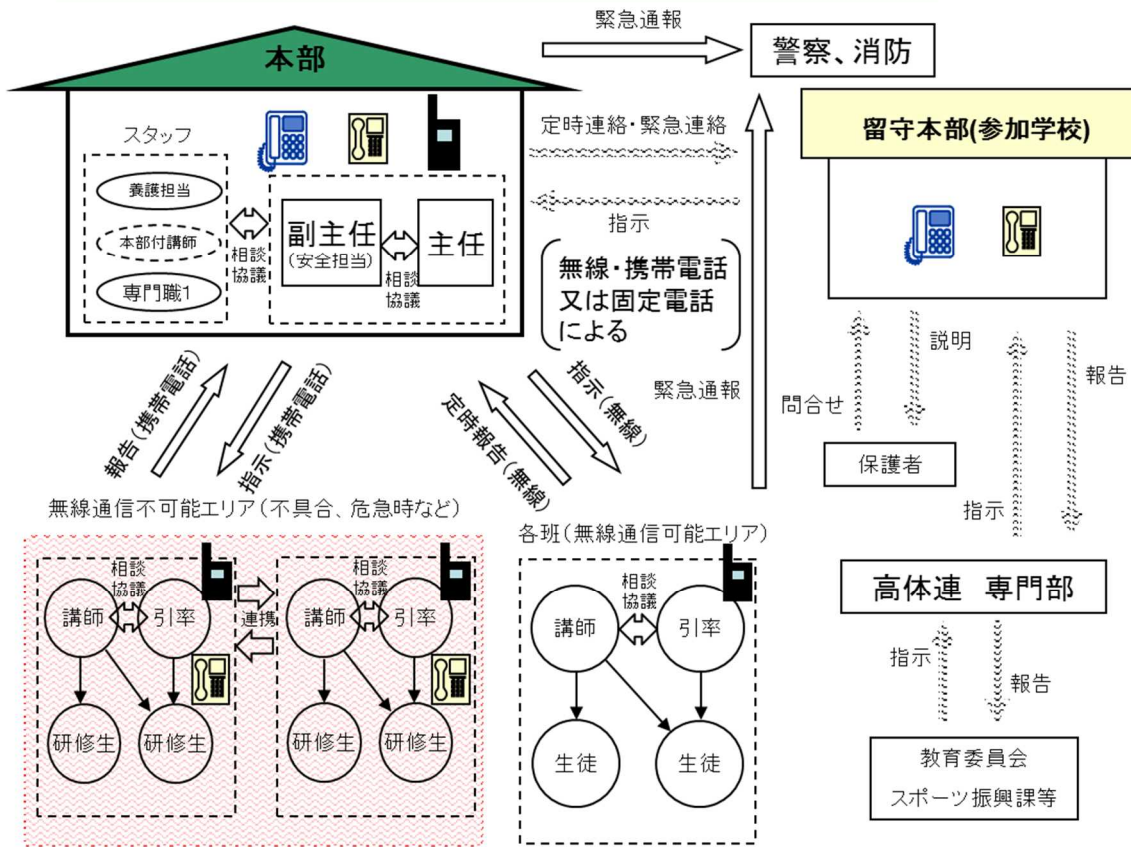 緊急通報
本部
警察、消防
スタッフ
定時連絡・緊急連絡
留守本部(参加学校)
養護担当
本部付講師
専門職1
相談
協議
副主任
(安全担当)
相談
協議
主任
指示
無線・携帯電話
又は固定電話
による
緊急通報
報告(携帯電話)
指示(携帯電話)
定時報告(無線)
指示(無線)
問合せ
説明
報告
保護者
指示
無線通信不可能エリア(不具合、危急時など)
各班(無線通信可能エリア)
相談
協議
講師
引率
研修生
研修生
連携
相談
協議
講師
引率
研修生
研修生
相談
協議
講師
引率
生徒
生徒
高体連 専門部
指示
報告
教育委員会
スポーツ振興課等